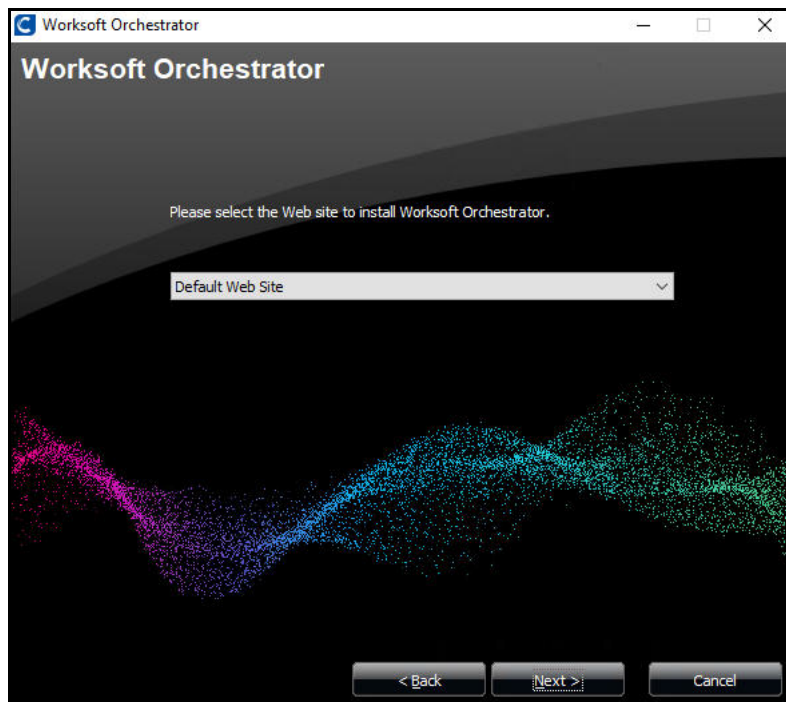 Worksoft Orchestrator
Worksoft Orchestrator
Please select the Web site to install Worksoft Orchestrator.
Default Web Site
< Back
Next >
Cancel